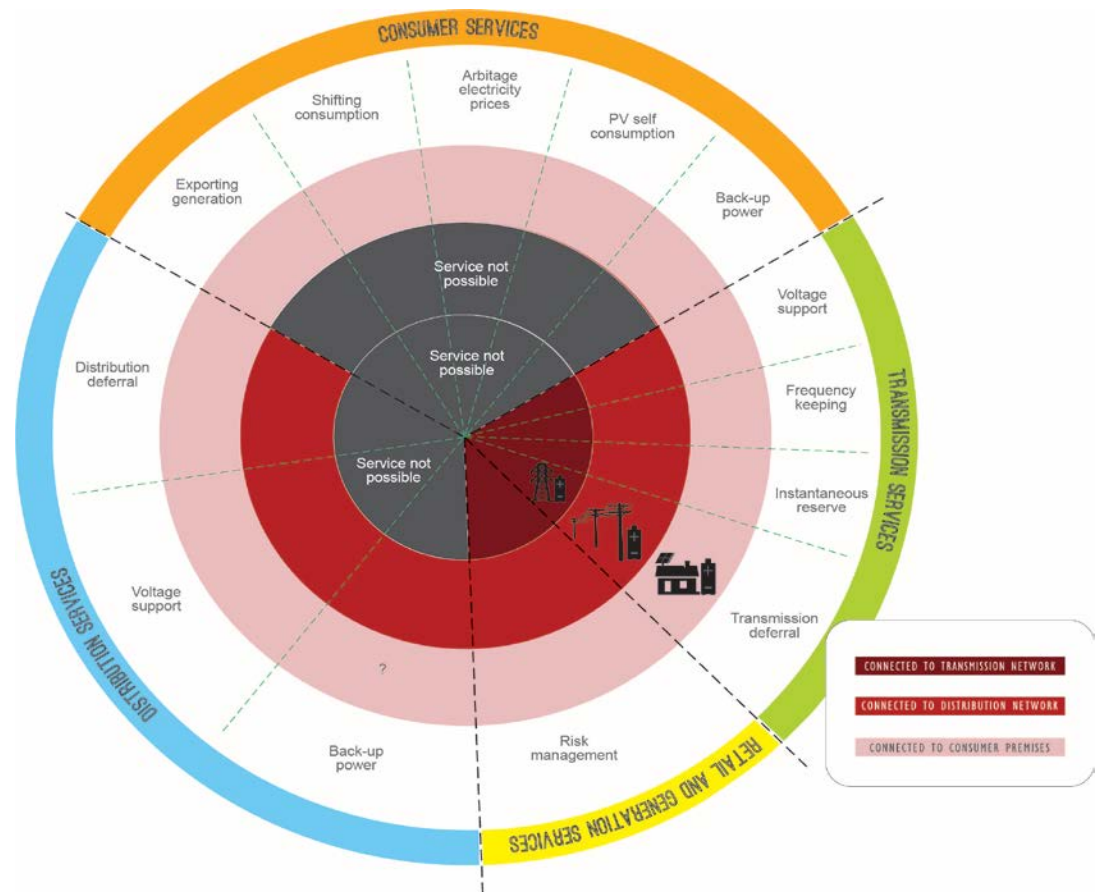 CONSUMER SERVICES
Shifting
consumption
Arbitage
electricity
prices
PV self
consumption
Exporting
generation
Back-up
power
Service not
possible
Voltage
support
Service not
possible
Distribution
deferral
Frequency
keeping
TRANSMISSION SERVICES
Service not
possible
Instantaneous
reserve
Voltage
support
DISTRIBUTION SERVICES
Transmission
deferral
?
Back-up
power
Risk
management
RETAIL AND GENERATION SERVICES
CONNECTED TO TRANSMISSION NETWORK
CONNECTED TO DISTRIBUTION NETWORK
CONNECTED TO CONSUMER PREMISES